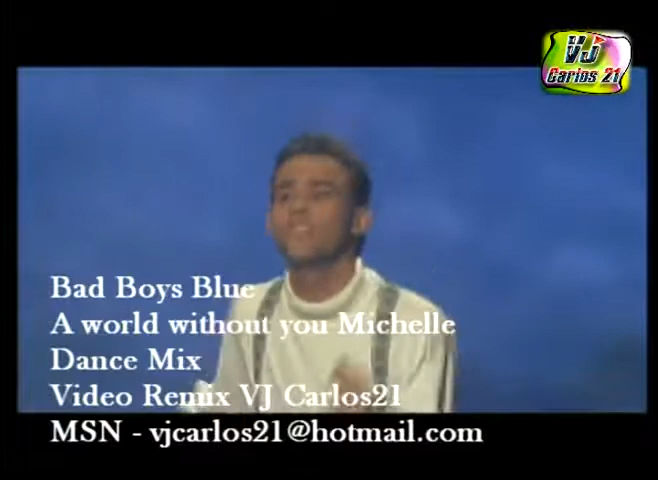 VJ
Carlos 21
Bad Boys Blue
A world without you Michelle
Dance Mix
Video Remix VJ Carlos21
MSN - vjcarlos21@hotmail.com